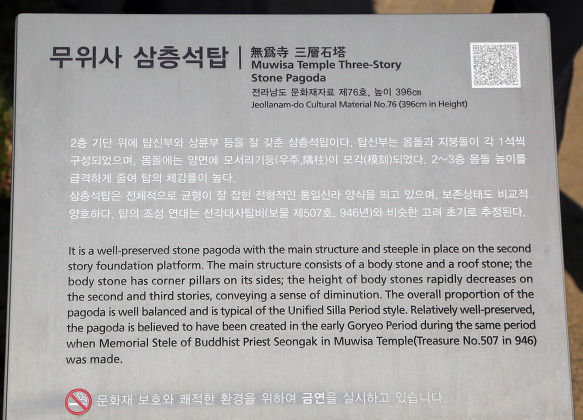 무위사 삼층석탑
無爲寺 三層石塔
Muwisa Temple Three-Story
Stone Pagoda
전라남도 문화재자료 제76호, 높이 396㎝
Jeollanam-do Cultural Material No.76 (396cm in Height)
2층 기단 위에 탑신부와 상륜부 등을 잘 갖춘 삼층석탑이다. 탑신부는 몸돌과 지붕돌이 각 1석씩
구성되었으며, 몸돌에는 양면에 모서리기둥(우주,隅柱)이 모각(模刻)되었다. 2~3층 몸돌 높이를
급격하게 줄여 탑의 체감률이 높다.
삼층석탑은 전체적으로 균형이 잘 잡힌 전형적인 통일신라 양식을 띄고 있으며, 보존상태도 비교적
양호하다. 탑의 조성 연대는 선각대사탑비(보물 제507호, 946년)와 비슷한 고려 초기로 추정된다.
It is a well-preserved stone pagoda with the main structure and steeple in place on the second
story foundation platform. The main structure consists of a body stone and a roof stone; the
body stone has corner pillars on its sides; the height of body stones rapidly decreases on
the second and third stories, conveying a sense of diminution. The overall proportion of the
pagoda is well balanced and is typical of the Unified Silla Period style. Relatively well-preserved,
the pagoda is believed to have been created in the early Goryeo Period during the same period
when Memorial Stele of Buddhist Priest Seongak in Muwisa Temple(Treasure No.507 in 946)
was made.
문화재 보호와 쾌적한 환경을 위하여 금연을 실시하고 있습니다.